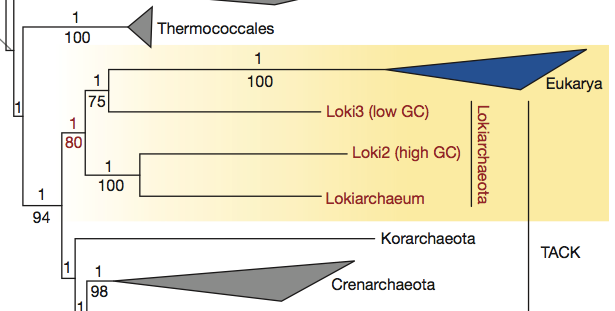 1
Thermococcales
100
1
1
100
Eukarya
1
75
Loki3 (low GC)
1
1
80
Loki2 (high GC)
Lokiarchaeota
1
100
Lokiarchaeum
1
94
Korarchaeota
TACK
1
1
98
Crenarchaeota
1